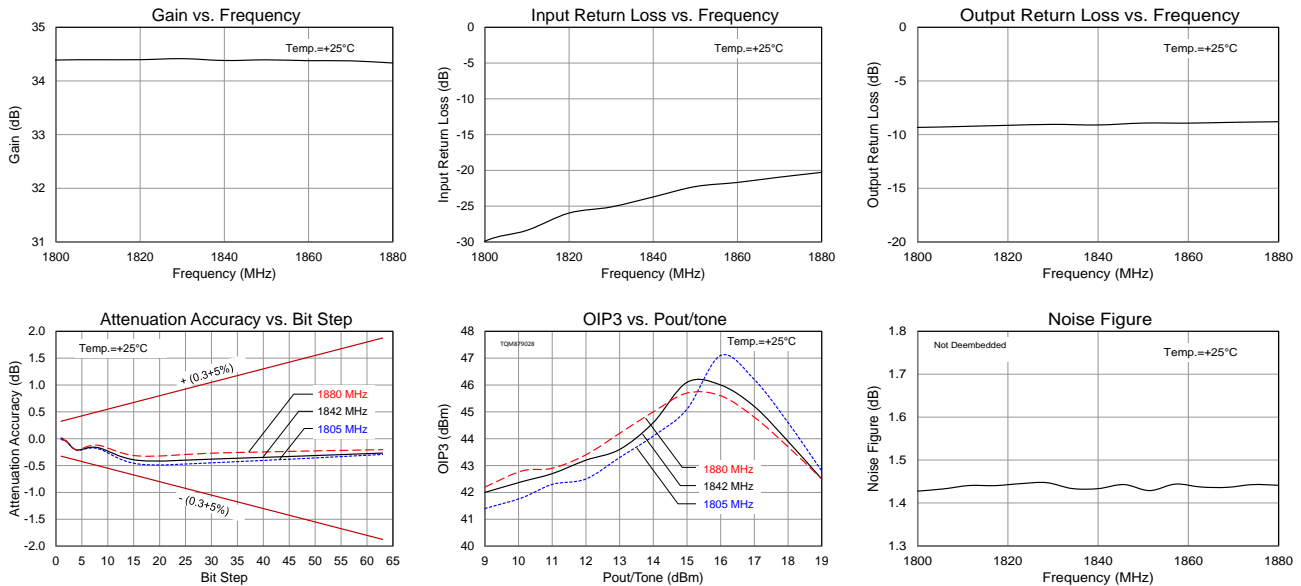 Gain vs. Frequency
35
34
33
32
31
Gain (dB)
Temp.=+25°C
1800 1820 1840 1860 1880
Frequency (MHz)
Input Return Loss vs. Frequency
0
-5
-10
-15
-20
-25
-30
Input Return Loss (dB)
Temp.=+25°C
1800 1820 1840 1860 1880
Frequency (MHz)
Output Return Loss vs. Frequency
0
-5
-10
-15
-20
Output Return Loss (dB)
Temp.=+25°C
1800 1820 1840 1860 1880
Frequency (MHz)
Attenuation Accuracy vs. Bit Step
2.0
1.5
1.0
0.5
0.0
-0.5
-1.0
-1.5
-2.0
Attenuation Accuracy (dB)
Temp.=+25°C
+ (0.3+5%)
1880 MHz
1842 MHz
1805 MHz
- (0.3+5%)
0 5 10 15 20 25 30 35 40 45 50 55 60 65
Bit Step
OIP3 vs. Pout/tone
48
47
46
45
44
43
42
41
40
OIP3 (dBm)
TQM879028
Temp.=+25°C
1880 MHz
1842 MHz
1805 MHz
9 10 11 12 13 14 15 16 17 18 19
Pout/Tone (dBm)
Noise Figure
1.8
1.7
1.6
1.5
1.4
1.3
Noise Figure (dB)
Not Deembedded
Temp.=+25°C
1800 1820 1840 1860 1880
Frequency (MHz)